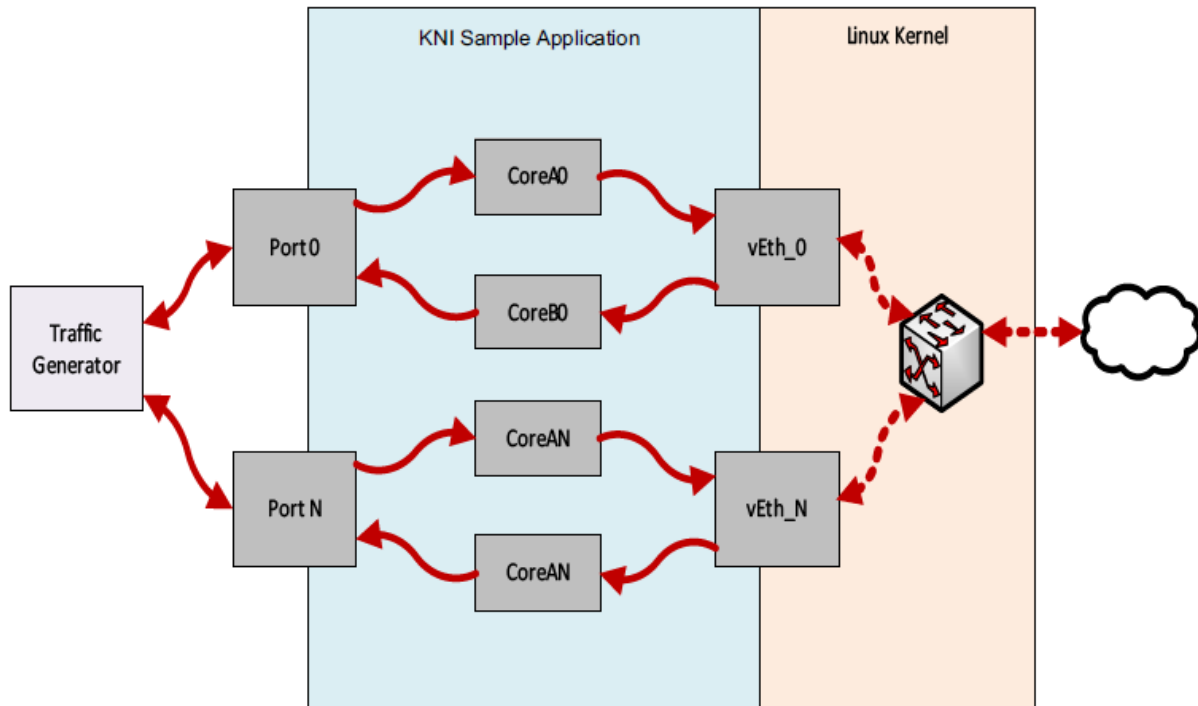 KNI Sample Application
Linux Kernel
CoreA0
Port 0
vEth_0
CoreB0
Traffic
Generator
CoreAN
Port N
vEth_N
CoreAN